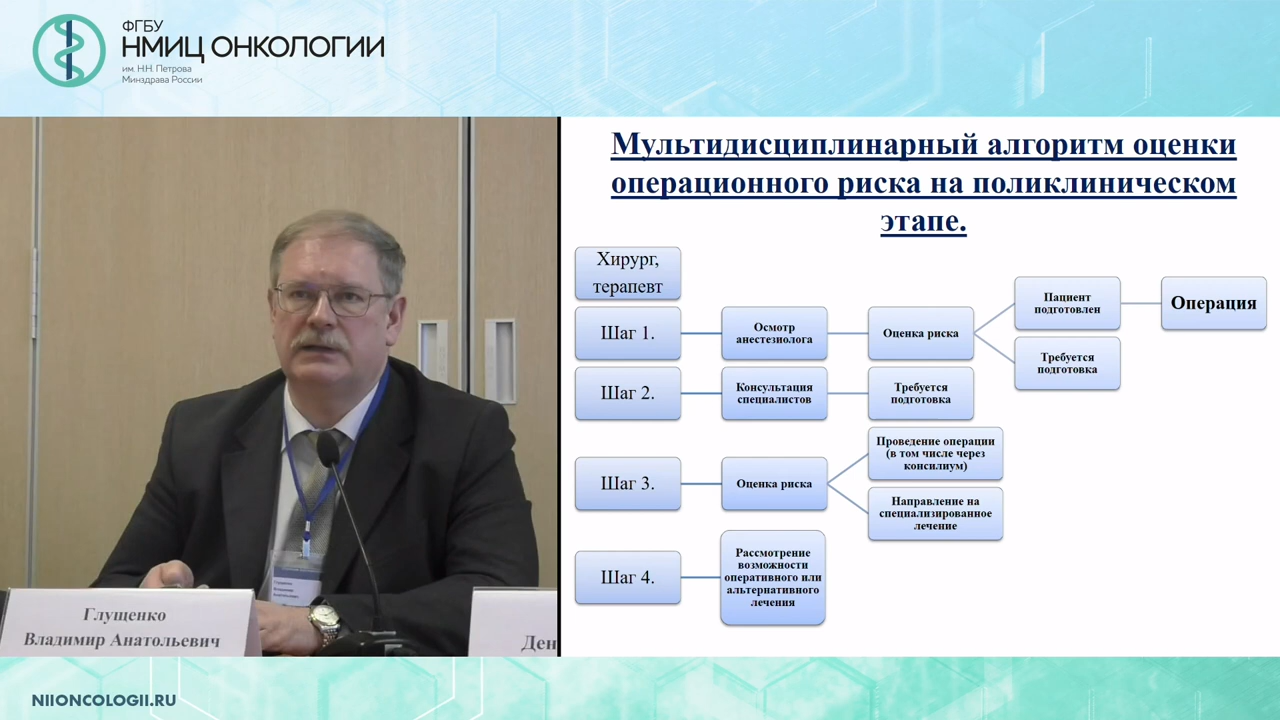 ФГБУ
НМИЦ ОНКОЛОГИИ
им. Н.Н. Петрова
Минздрава России
Мультидисциплинарный алгоритм оценки
операционного риска на поликлиническом
этапе.
Хирург,
терапевт
Шаг 1.
Осмотр
анестезиолога
Оценка риска
Пациент
подготовлен
Операция
Требуется
подготовка
Шаг 2.
Консультация
специалистов
Требуется
подготовка
Шаг 3.
Оценка риска
Проведение операции
(в том числе через
консилиум)
Направление на
специализированное
лечение
Шаг 4.
Рассмотрение
возможности
оперативного или
альтернативного
лечения
Глущенко
Владимир Анатольевич
Ден
NIIONCOLOGII.RU